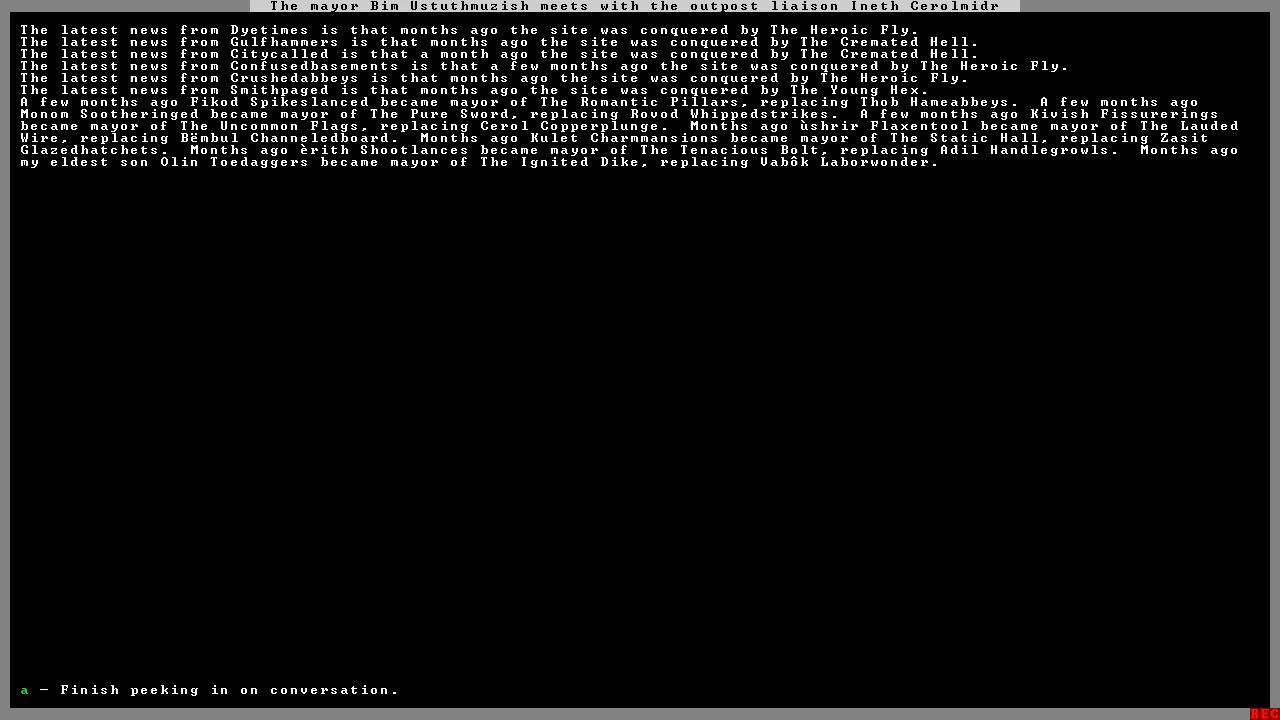 The mayor Bim Ustuthmuzish meets with the outpost liaison Ineth Cerolmidr
The latest news from Dyetimes is that months ago the site was conquered by The Heroic Fly.
The latest news from Gulfhammers is that months ago the site was conquered by The Cremated Hell.
The latest news from Citycalled is that a month ago the site was conquered by The Cremated Hell.
The latest news from Confusedbasements is that a few months ago the site was conquered by The Heroic Fly.
The latest news from Crushedabbeys is that months ago the site was conquered by The Heroic Fly.
The latest news from Smithpaged is that months ago the site was conquered by The Young Hex.
A few months ago Fikod Spikeslanced became mayor of The Romantic Pillars, replacing Thob Hameabbeys.  A few months ago
Monom Sootheringed became mayor of The Pure Sword, replacing Rovod Whippedstrikes.  A few months ago Kivish Fissurerings
became mayor of The Uncommon Flags, replacing Cerol Copperplunge.  Months ago ùshrir Flaxentool became mayor of The Lauded
Wire, replacing Bëmbul Channeledboard.  Months ago Kulet Charmmansions became mayor of The Static Hall, replacing Zasit
Glazedhatchets.  Months ago èrith Shootlances became mayor of The Tenacious Bolt, replacing Adil Handlegrowls.  Months ago
my eldest son Olin Toedaggers became mayor of The Ignited Dike, replacing Vabôk Laborwonder.
a - Finish peeking in on conversation.
REC